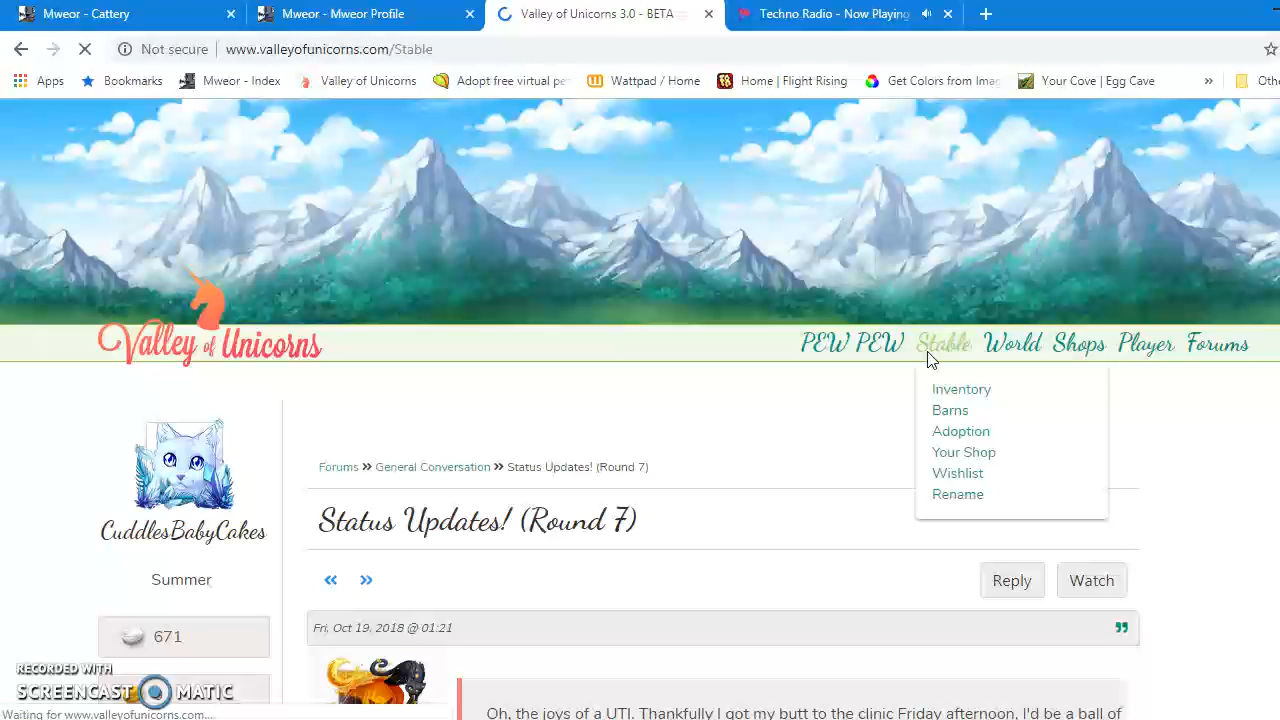 Mweor - Cattery
Mweor - Mweor Profile
Valley of Unicorns 3.0 - BETA
Techno Radio - Now Playing
Not secure
www.valleyofunicorns.com/Stable
Apps
Bookmarks
Mweor - Index
Valley of Unicorns
Adopt free virtual pe
Wattpad / Home
Home | Flight Rising
Get Colors from Imag
Your Cove | Egg Cave
»
Othe
Valley of Unicorns
PEW PEW
Stable
World
Shops
Player
Forums
Inventory
Barns
Adoption
Your Shop
Wishlist
Rename
Forums » General Conversation » Status Updates! (Round 7)
CuddlesBabyCakes
Status Updates! (Round 7)
Summer
« »
Reply
Watch
671
Fri, Oct 19, 2018 @ 01:21
RECORDED WITH
SCREENCAST MATIC
Waiting for www.valleyofunicorns.com...
Oh, the joys of a UTI. Thankfully I got my butt to the clinic Friday afternoon, I'd be a ball of